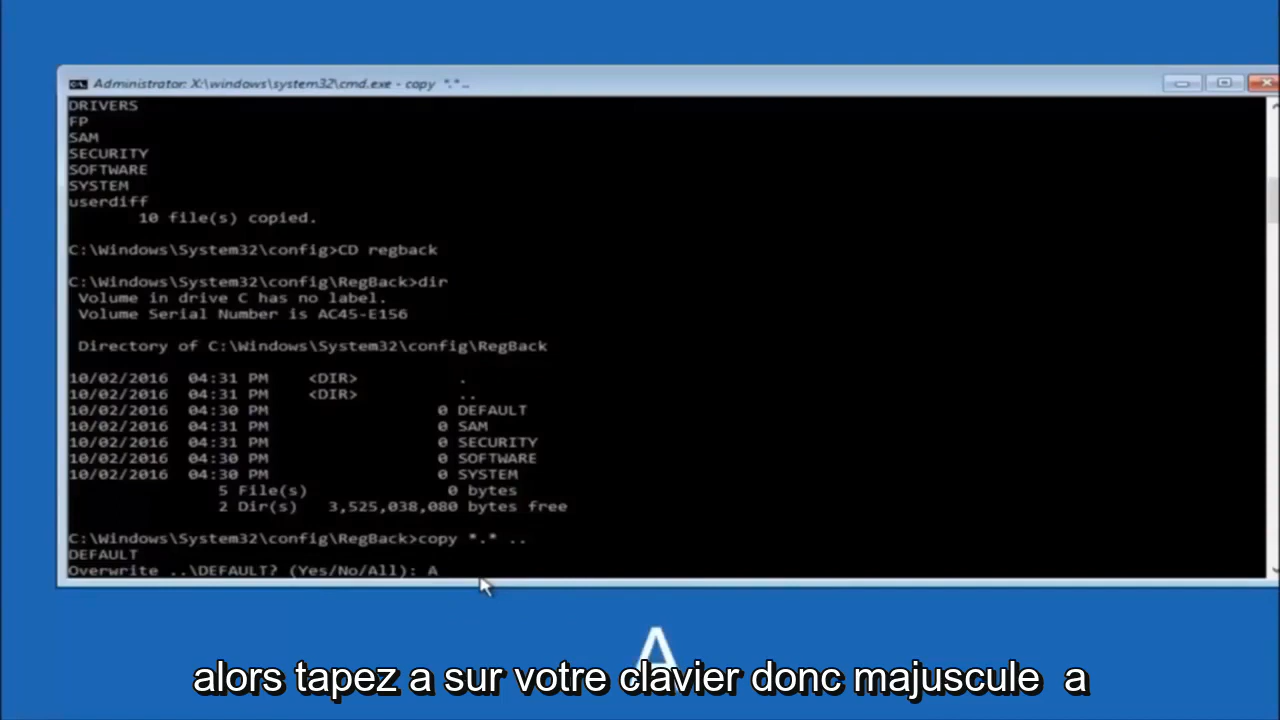 Administrator: X:\windows\system32\cmd.exe - copy *.* ..
DRIVERS
FP
SAM
SECURITY
SOFTWARE
SYSTEM
userdiff
10 file(s) copied.
C:\Windows\System32\config>CD regback
C:\Windows\System32\config\RegBack>dir
Volume in drive C has no label.
Volume Serial Number is AC45-E156
Directory of C:\Windows\System32\config\RegBack
10/02/2016 04:31 PM <DIR> .
10/02/2016 04:31 PM <DIR> ..
10/02/2016 04:30 PM 0 DEFAULT
10/02/2016 04:31 PM 0 SAM
10/02/2016 04:31 PM 0 SECURITY
10/02/2016 04:30 PM 0 SOFTWARE
10/02/2016 04:30 PM 0 SYSTEM
5 File(s) 0 bytes
2 Dir(s) 3,525,038,080 bytes free
C:\Windows\System32\config\RegBack>copy *.* ..
DEFAULT
Overwrite ..\DEFAULT? (Yes/No/All): A
A
alors tapez a sur votre clavier donc majuscule a